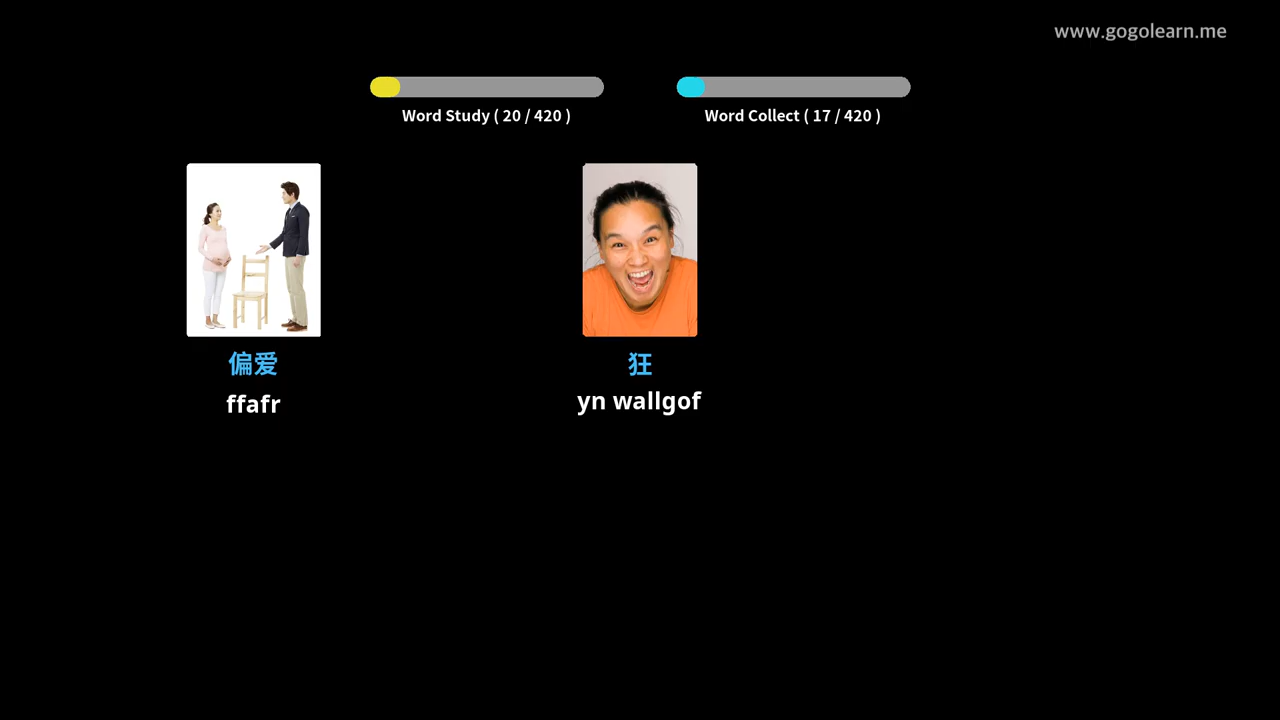 www.gogolearn.me
Word Study ( 20 / 420 )
Word Collect ( 17 / 420 )
偏爱
ffafr
狂
yn wallgof